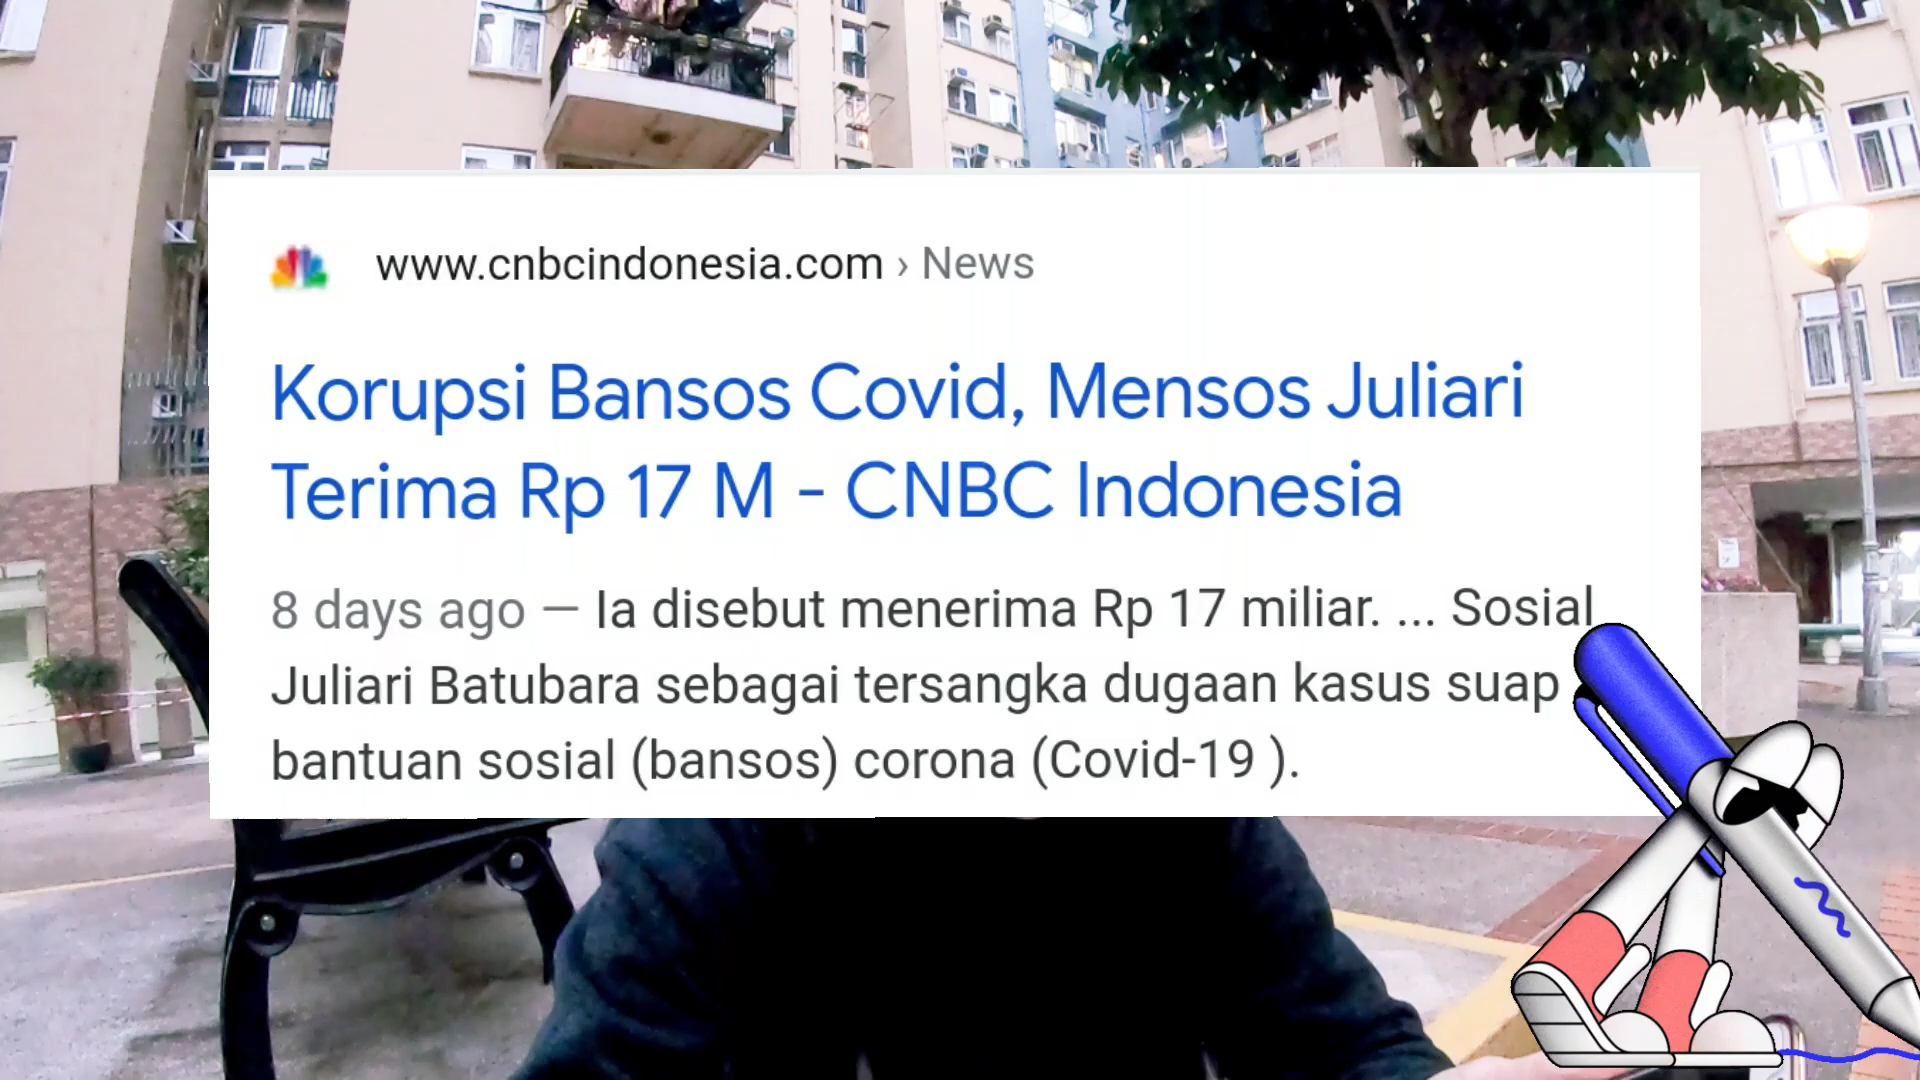 www.cnbcindonesia.com › News
Korupsi Bansos Covid, Mensos Juliari
Terima Rp 17 M - CNBC Indonesia
8 days ago — Ia disebut menerima Rp 17 miliar. ... Sosial
Juliari Batubara sebagai tersangka dugaan kasus suap
bantuan sosial (bansos) corona (Covid-19 ).